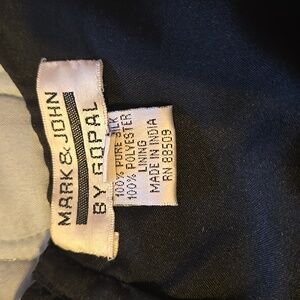 MARK & JOHN
BY GOPAL
100% PURE SILK
100% POLYESTER
LINING
MADE IN INDIA
RN 88509